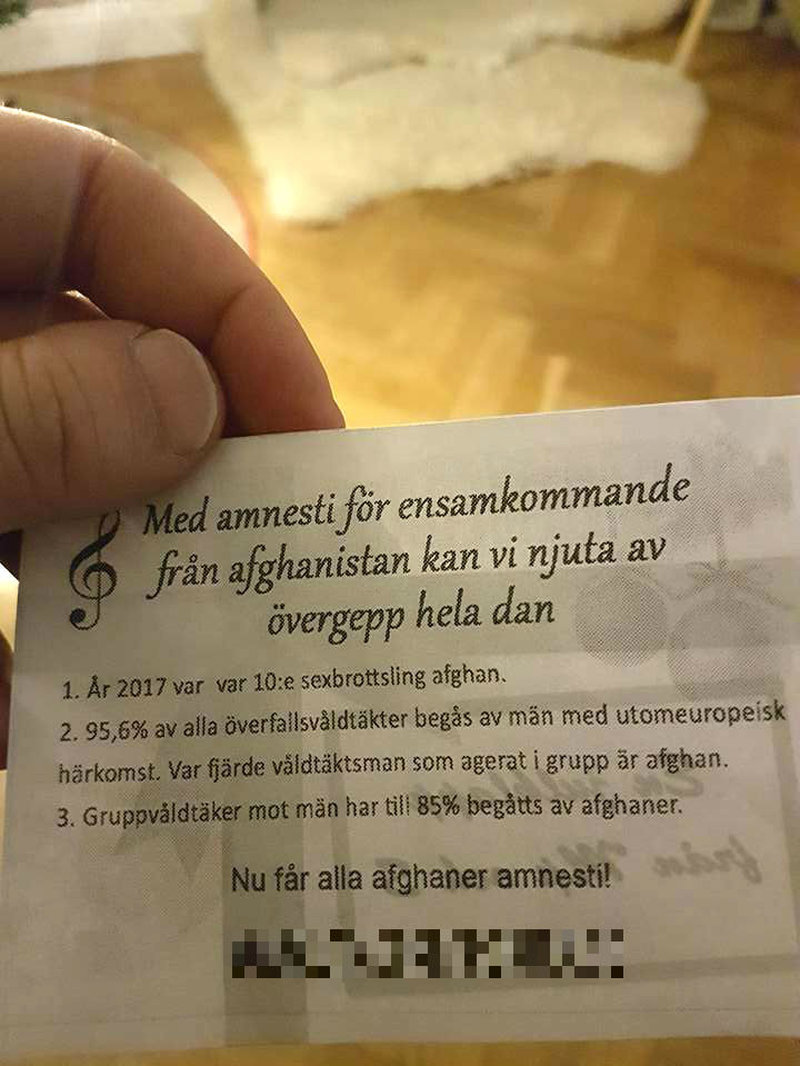 Med amnesti för ensamkommande
från afghanistan kan vi njuta av
övergepp hela dan
1. År 2017 var var 10:e sexbrottsling afghan.
2. 95,6% av alla överfallsvåldtäkter begås av män med utomeuropeisk
härkomst. Var fjärde våldtäktsman som agerat i grupp är afghan.
3. Gruppvåldtäker mot män har till 85% begåtts av afghaner.
Nu får alla afghaner amnesti!